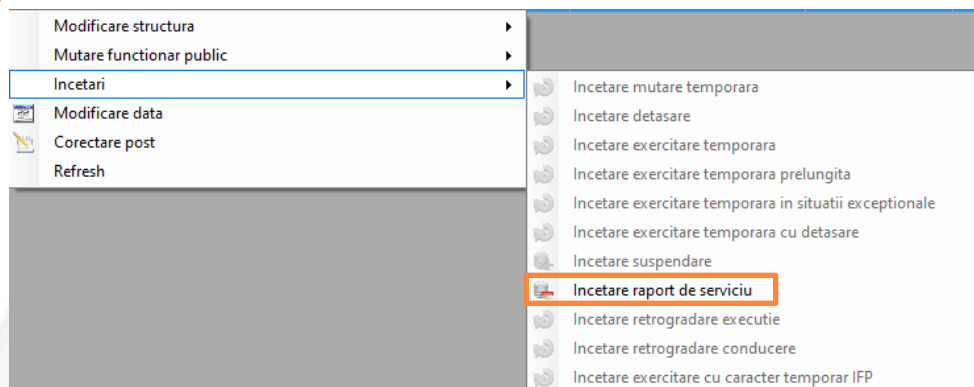 Modificare structura
Mutare functionar public
Incetari
Modificare data
Corectare post
Refresh
Incetare mutare temporara
Incetare detasare
Incetare exercitare temporara
Incetare exercitare temporara prelungita
Incetare exercitare temporara in situatii exceptionale
Incetare exercitare temporara cu detasare
Incetare suspendare
Incetare raport de serviciu
Incetare retrogradare executie
Incetare retrogradare conducere
Incetare exercitare cu caracter temporar IFP